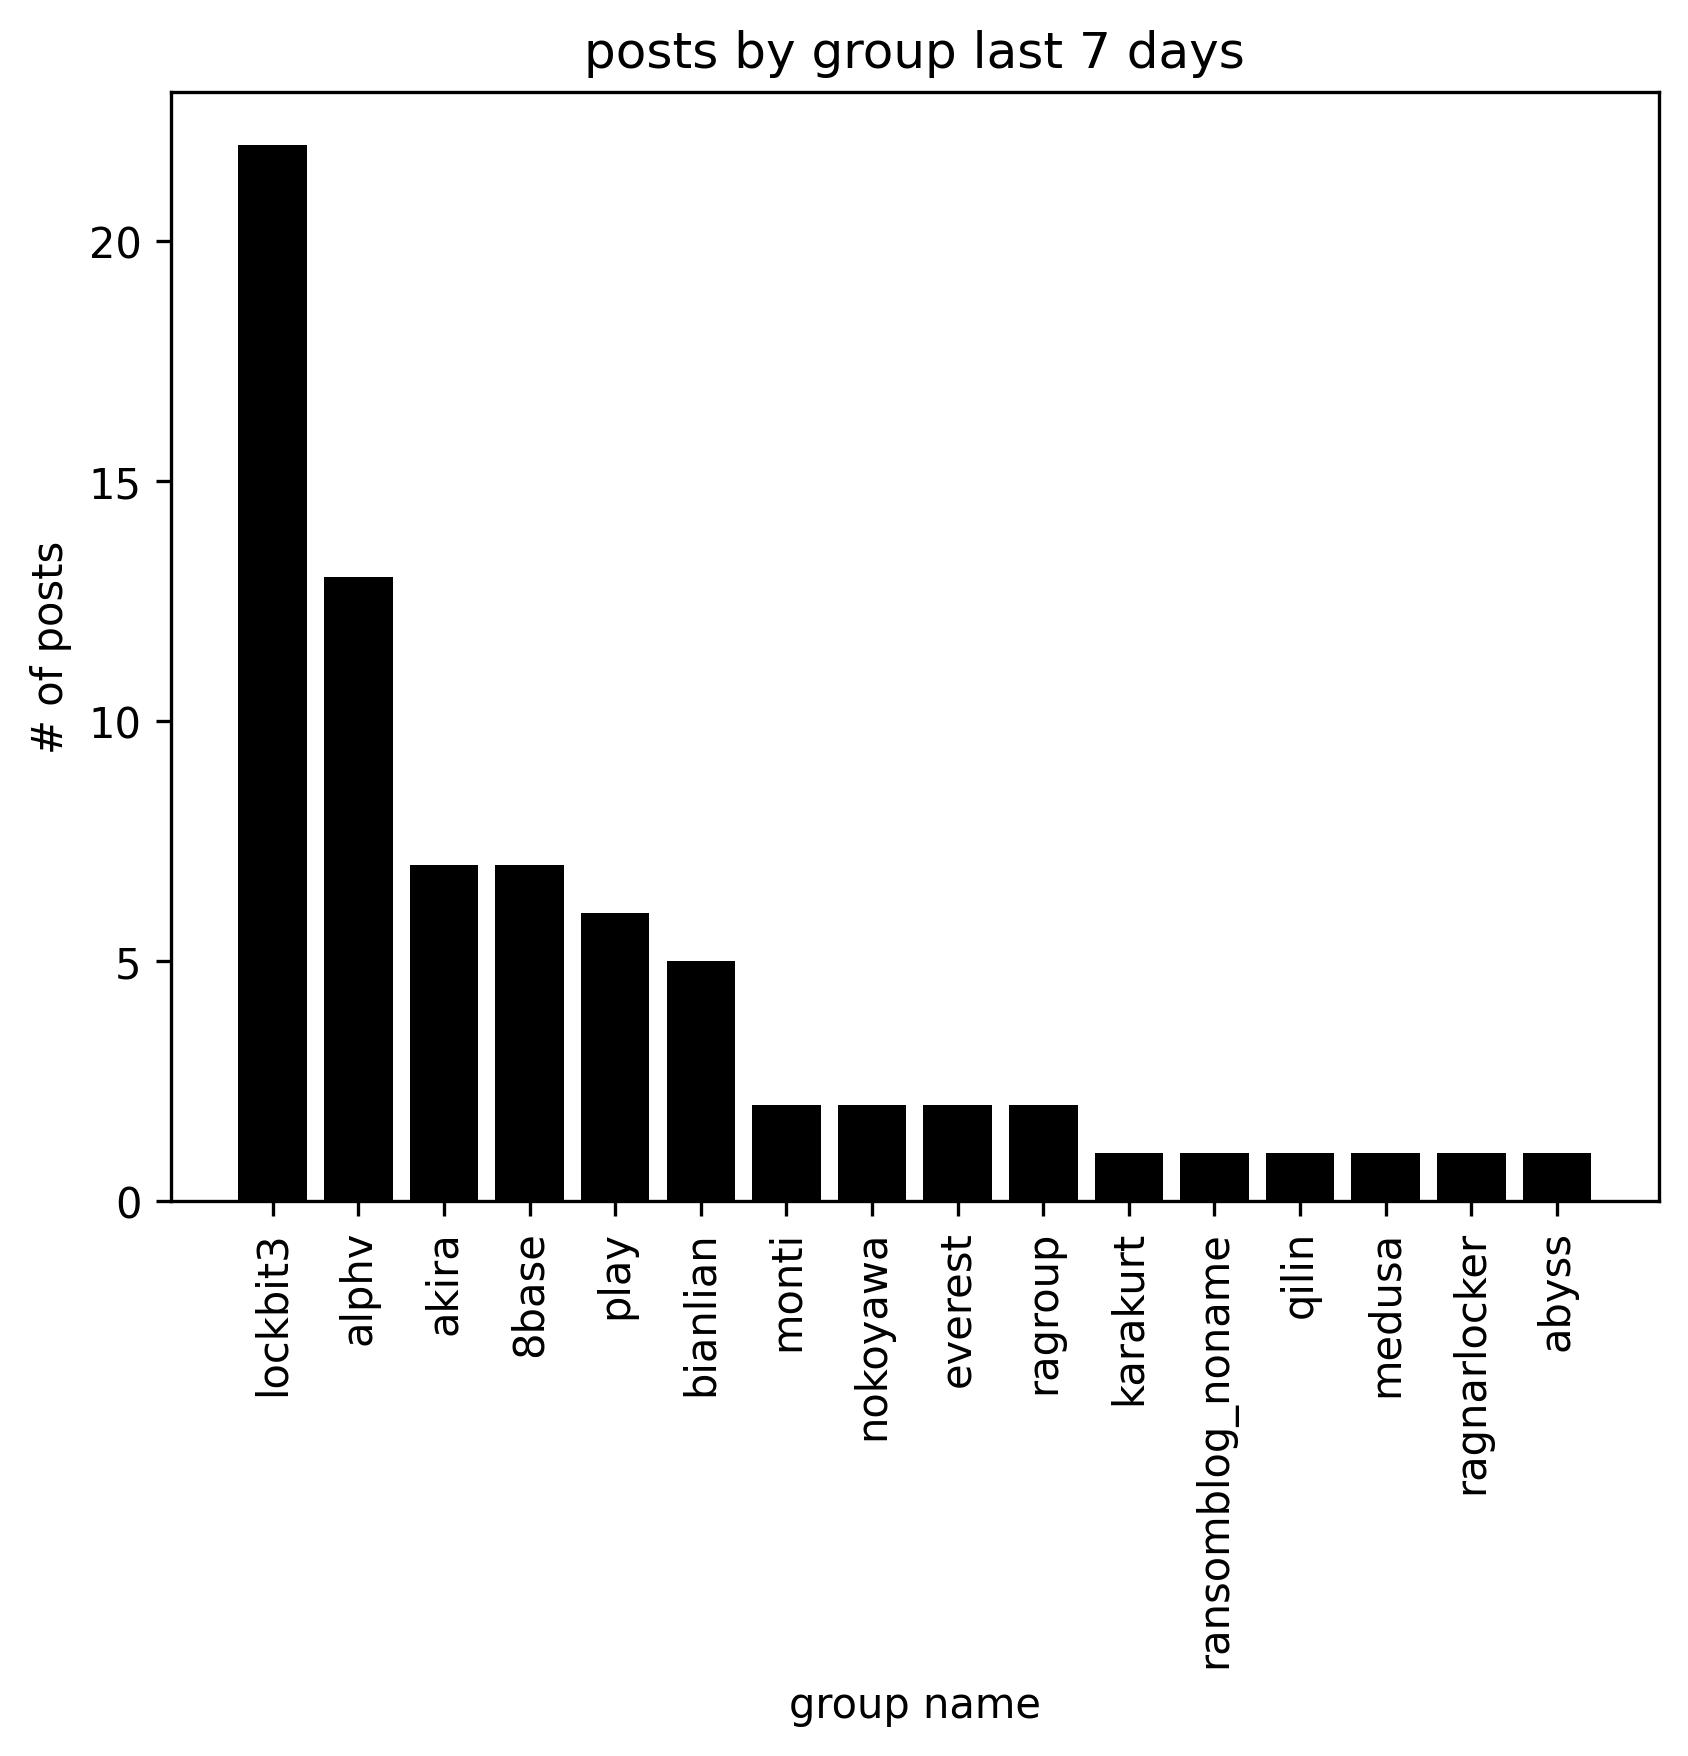 posts by group last 7 days
# of posts
20
15
10
5
0
lockbit3
alphv
akira
8base
play
bianlian
monti
nokoyawa
everest
ragroup
karakurt
ransomblog_noname
qilin
medusa
ragnarlocker
abyss
group name